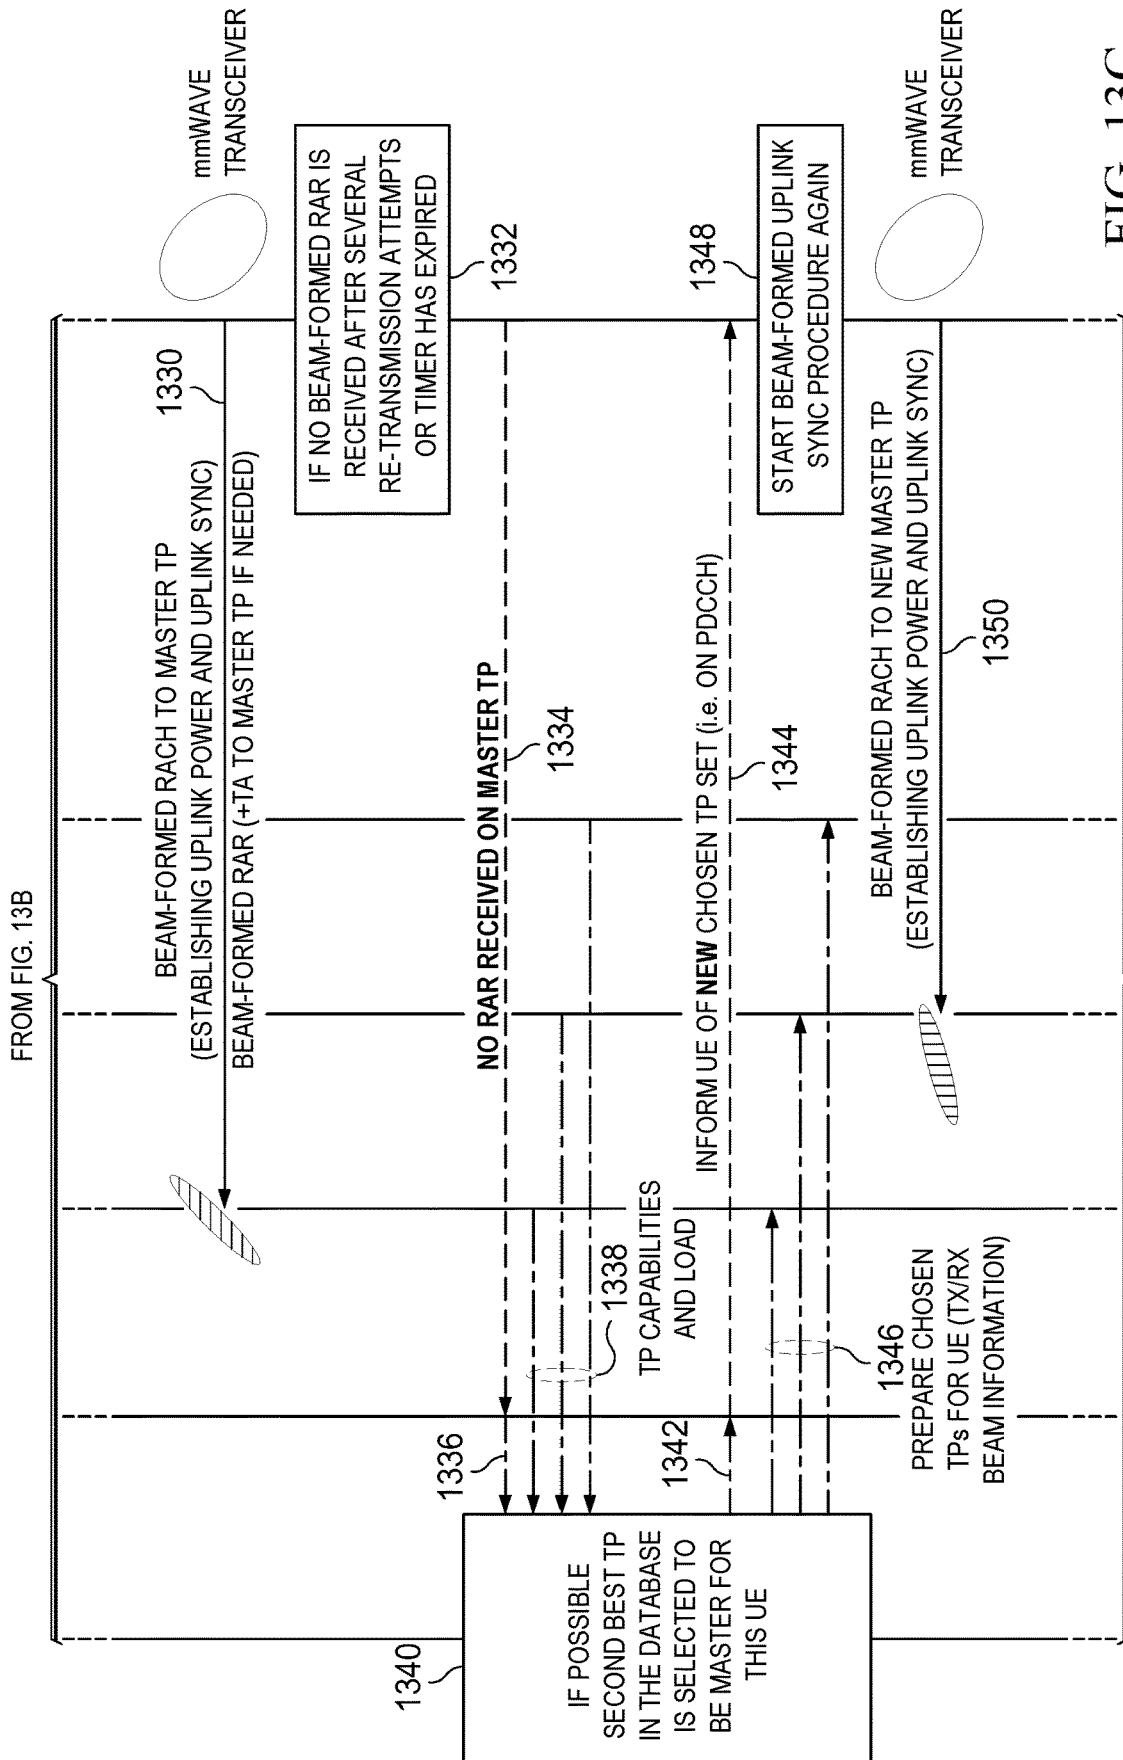 FROM FIG. 13B
mmWAVE
TRANSCEIVER
BEAM-FORMED RACH TO MASTER TP
(ESTABLISHING UPLINK POWER AND UPLINK SYNC)
1330
BEAM-FORMED RAR (+TA TO MASTER TP IF NEEDED)
IF NO BEAM-FORMED RAR IS
RECEIVED AFTER SEVERAL
RE-TRANSMISSION ATTEMPTS
OR TIMER HAS EXPIRED
1332
NO RAR RECEIVED ON MASTER TP
1334
1336
1338
TP CAPABILITIES
AND LOAD
1340
IF POSSIBLE
SECOND BEST TP
IN THE DATABASE
IS SELECTED TO
BE MASTER FOR
THIS UE
1342
INFORM UE OF NEW CHOSEN TP SET (i.e. ON PDCCH)
1344
1346
PREPARE CHOSEN
TPs FOR UE (TX/RX
BEAM INFORMATION)
1348
START BEAM-FORMED UPLINK
SYNC PROCEDURE AGAIN
BEAM-FORMED RACH TO NEW MASTER TP
(ESTABLISHING UPLINK POWER AND UPLINK SYNC)
1350
mmWAVE
TRANSCEIVER
FIG. 13C